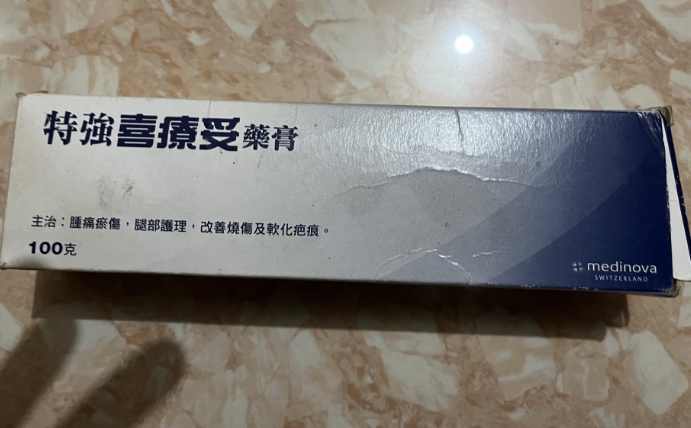 特強喜療妥藥膏
主治：腫痛瘀傷，腿部護理，改善燒傷及軟化疤痕。
100克
medinova
SWITZERLAND